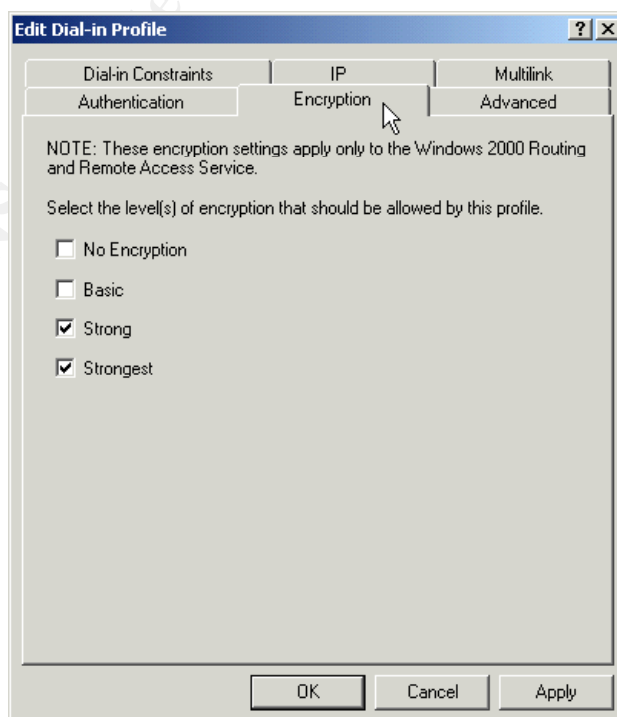 Edit Dial-in Profile
Dial-in Constraints
IP
Multilink
Authentication
Encryption
Advanced
NOTE: These encryption settings apply only to the Windows 2000 Routing
and Remote Access Service.
Select the level(s) of encryption that should be allowed by this profile.
No Encryption
Basic
Strong
Strongest
OK
Cancel
Apply